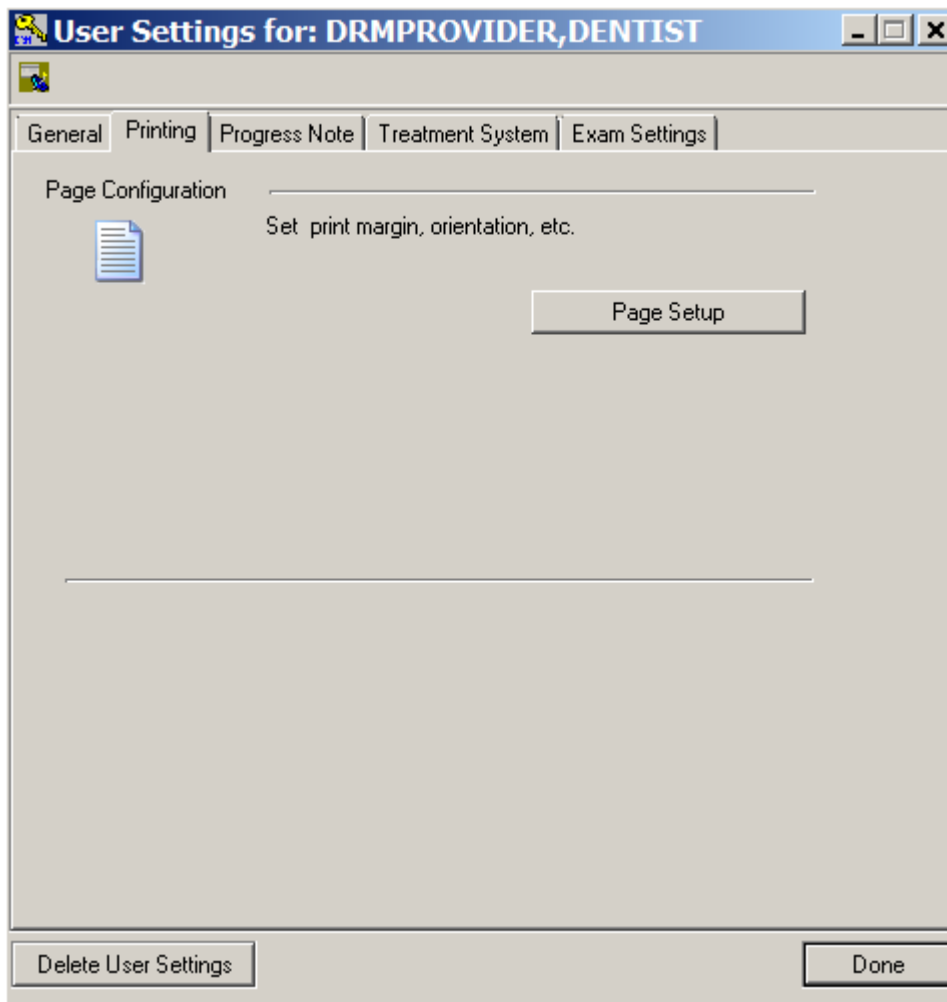 User Settings for: DRMPROVIDER,DENTIST
General Printing Progress Note Treatment System Exam Settings
Page Configuration
Set print margin, orientation, etc.
Page Setup
Delete User Settings Done